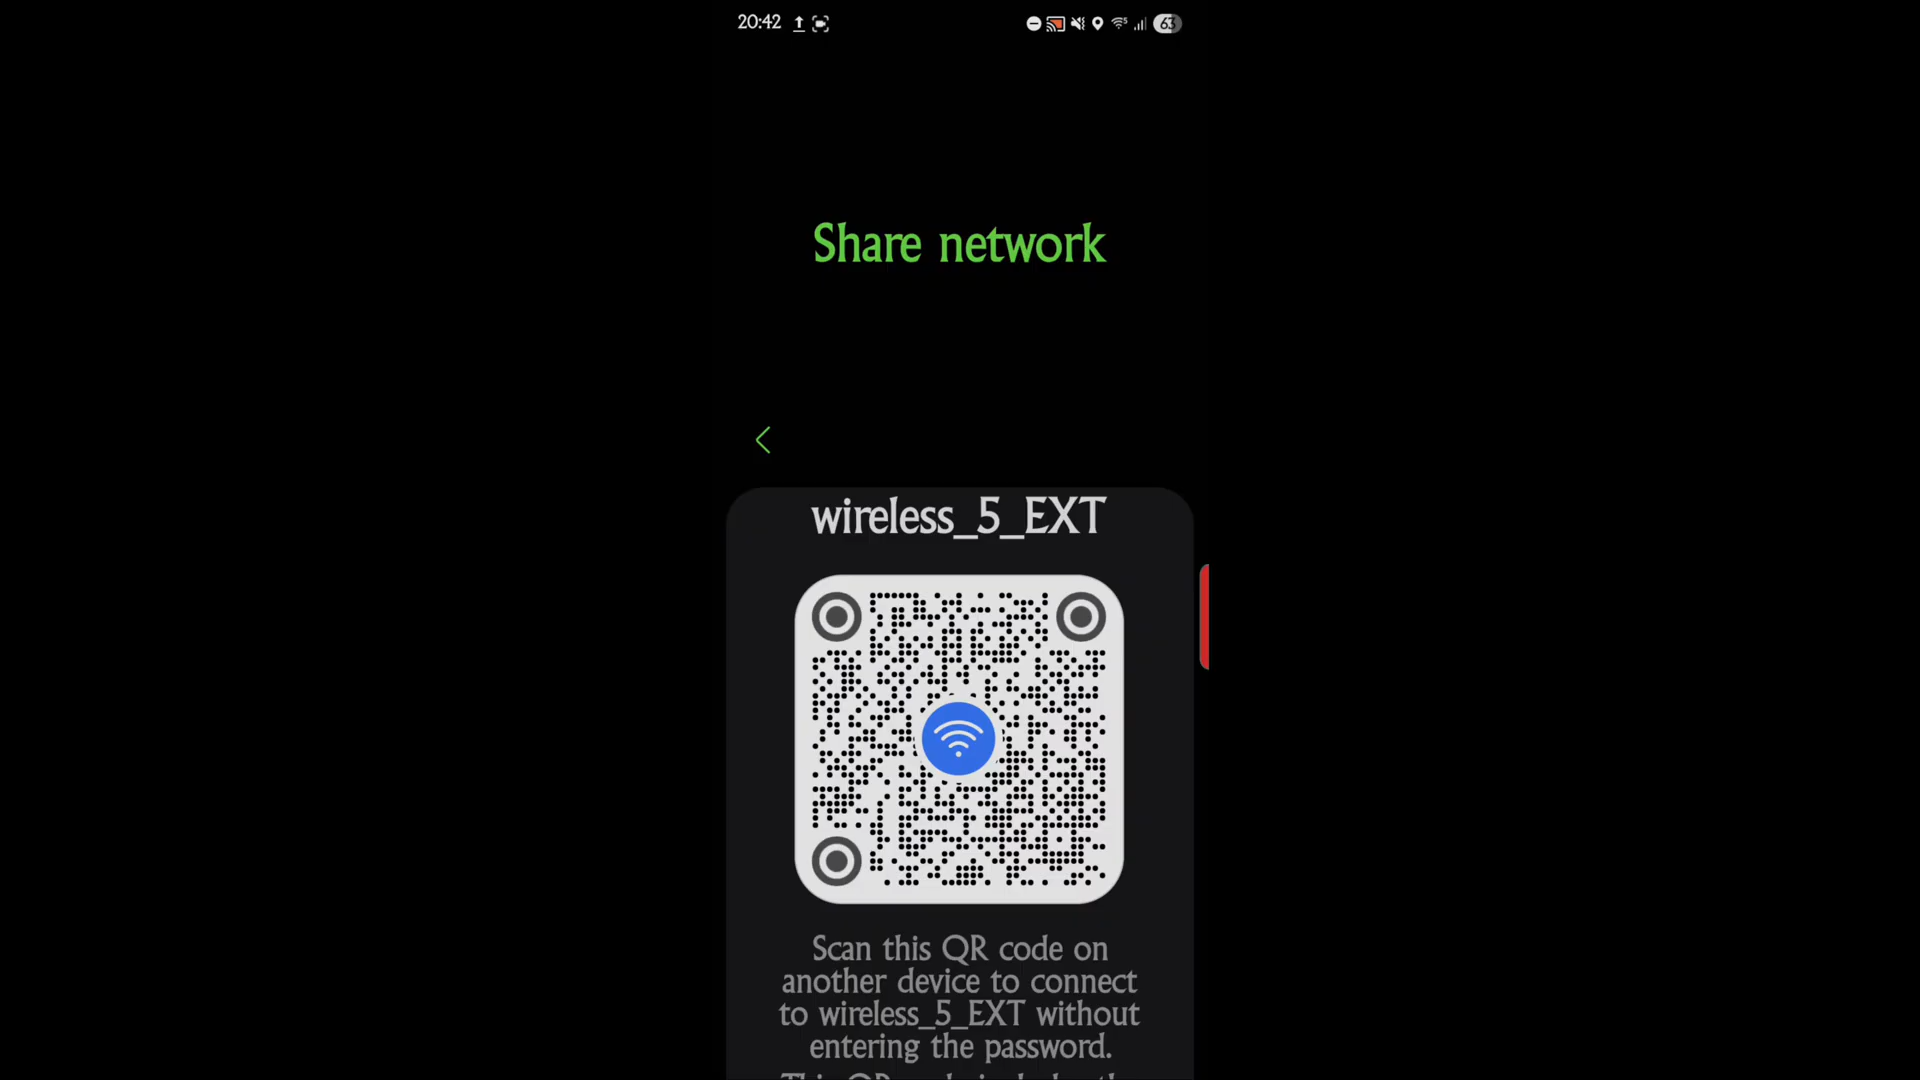 20:42
63
Share network
wireless_5_EXT
Scan this QR code on
another device to connect
to wireless_5_EXT without
entering the password.